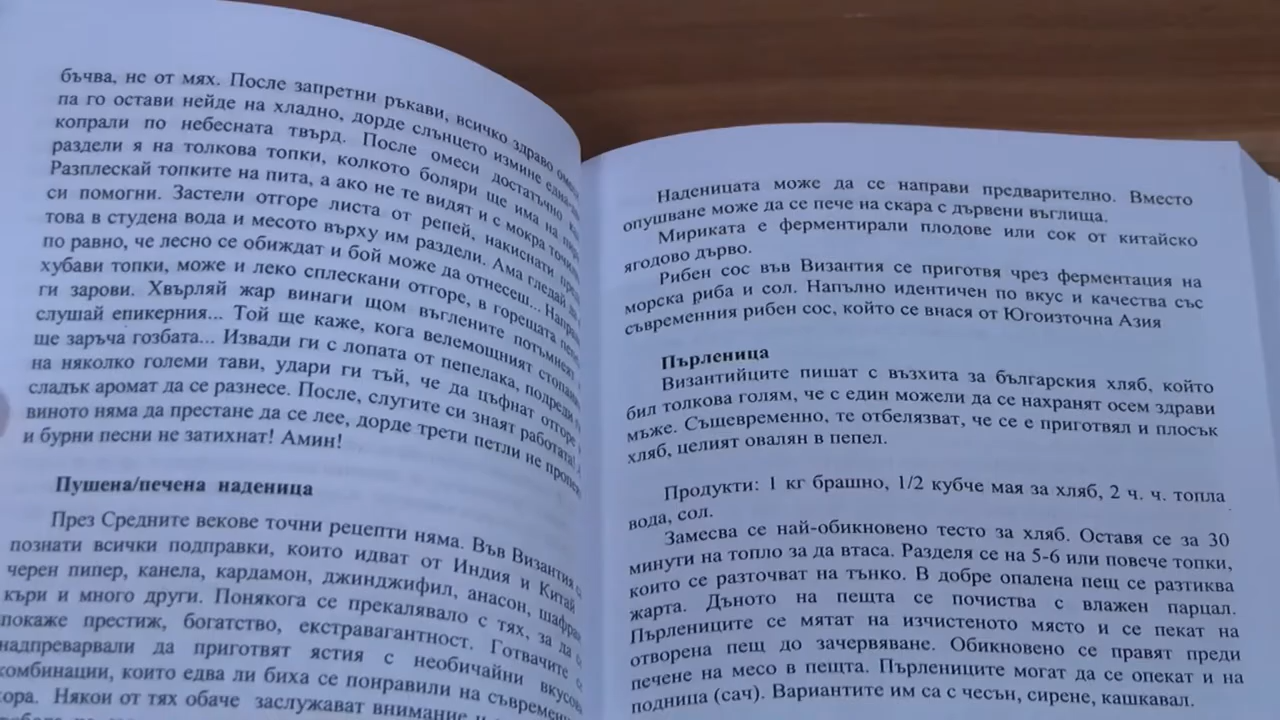 бъчва, не от мях. После запретни ръкави, всичко здраво
па го остави нейде на хладно, дорде слънцето измине
копрали по небесната твърд. После омеси достатъчно
раздели я на толкова топки, колкото боляри ще има на
Разплескай топките на пита, а ако не те видят и с мокра
си помогни. Застели отгоре листа от репей, накиснати
това в студена вода и месото върху им раздели. Ама гледай
по равно, че лесно се обиждат и бой може да отнесеш...
хубави топки, може и леко сплескани отгоре, в горещата
ги зарови. Хвърляй жар винаги щом въглените потъмнеят
слушай епикерния... Той ще каже, кога велемощният
ще заръча гозбата... Извади ги с лопата от пепелака, подреди
на няколко големи тави, удари ги тъй, че да цъфнат отгоре
сладък аромат да се разнесе. После, слугите си знаят работата!
виното няма да престане да се лее, дорде трети петли не
и бурни песни не затихнат! Амин!
Пушена/печена наденица
През Средните векове точни рецепти няма. Във Византия
познати всички подправки, които идват от Индия и Китай
черен пипер, канела, кардамон, джинджифил, анасон, шафран
къри и много други. Понякога се прекалявало с тях, за да
покаже престиж, богатство, екстравагантност. Готвачите
надпреварвали да приготвят ястия с необичайни вкусови
комбинации, които едва ли биха се понравили на
хора. Някои от тях обаче заслужават внимание
Наденицата може да се направи предварително. Вместо
опушване може да се пече на скара с дървени въглища.
Мириката е ферментирали плодове или сок от китайско
ягодово дърво.
Рибен сос във Византия се приготвя чрез ферментация на
морска риба и сол. Напълно идентичен по вкус и качества със
съвременния рибен сос, който се внася от Югоизточна Азия
Пърленица
Византийците пишат с възхита за българския хляб, който
бил толкова голям, че с един можели да се нахранят осем здрави
мъже. Същевременно, те отбелязват, че се е приготвял и плосък
хляб, целият овалян в пепел.
Продукти: 1 кг брашно, 1/2 кубче мая за хляб, 2 ч. ч. топла
вода, сол.
Замесва се най-обикновено тесто за хляб. Оставя се за 30
минути на топло за да втаса. Разделя се на 5-6 или повече топки,
които се разточват на тънко. В добре опалена пещ се разтиква
жарта. Дъното на пещта се почиства с влажен парцал.
Пърлениците се мятат на изчистеното място и се пекат на
отворена пещ до зачервяване. Обикновено се правят преди
печене на месо в пещта. Пърлениците могат да се опекат и на
подница (сач). Вариантите им са с чесън, сирене, кашкавал.